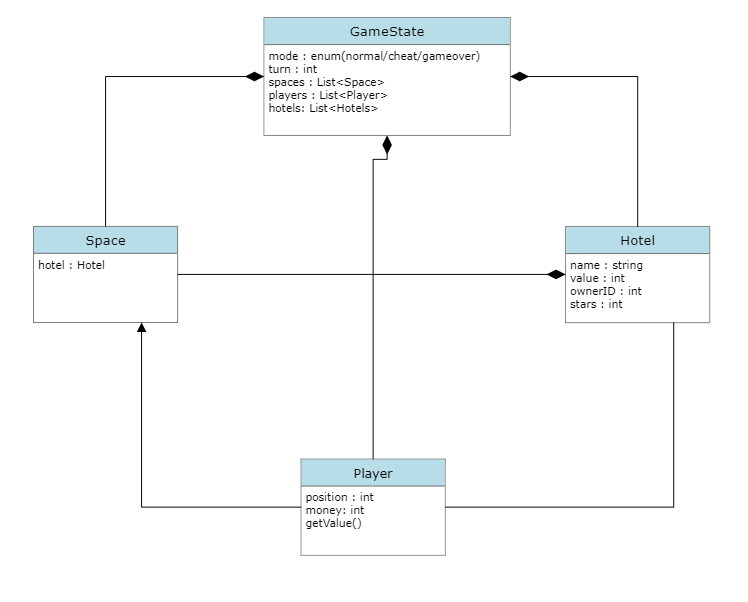 GameState
mode : enum(normal/cheat/gameover)
turn : int
spaces : List<Space>
players : List<Player>
hotels: List<Hotels>
Space
hotel : Hotel
Hotel
name : string
value : int
ownerID : int
stars : int
Player
position : int
money: int
getValue()